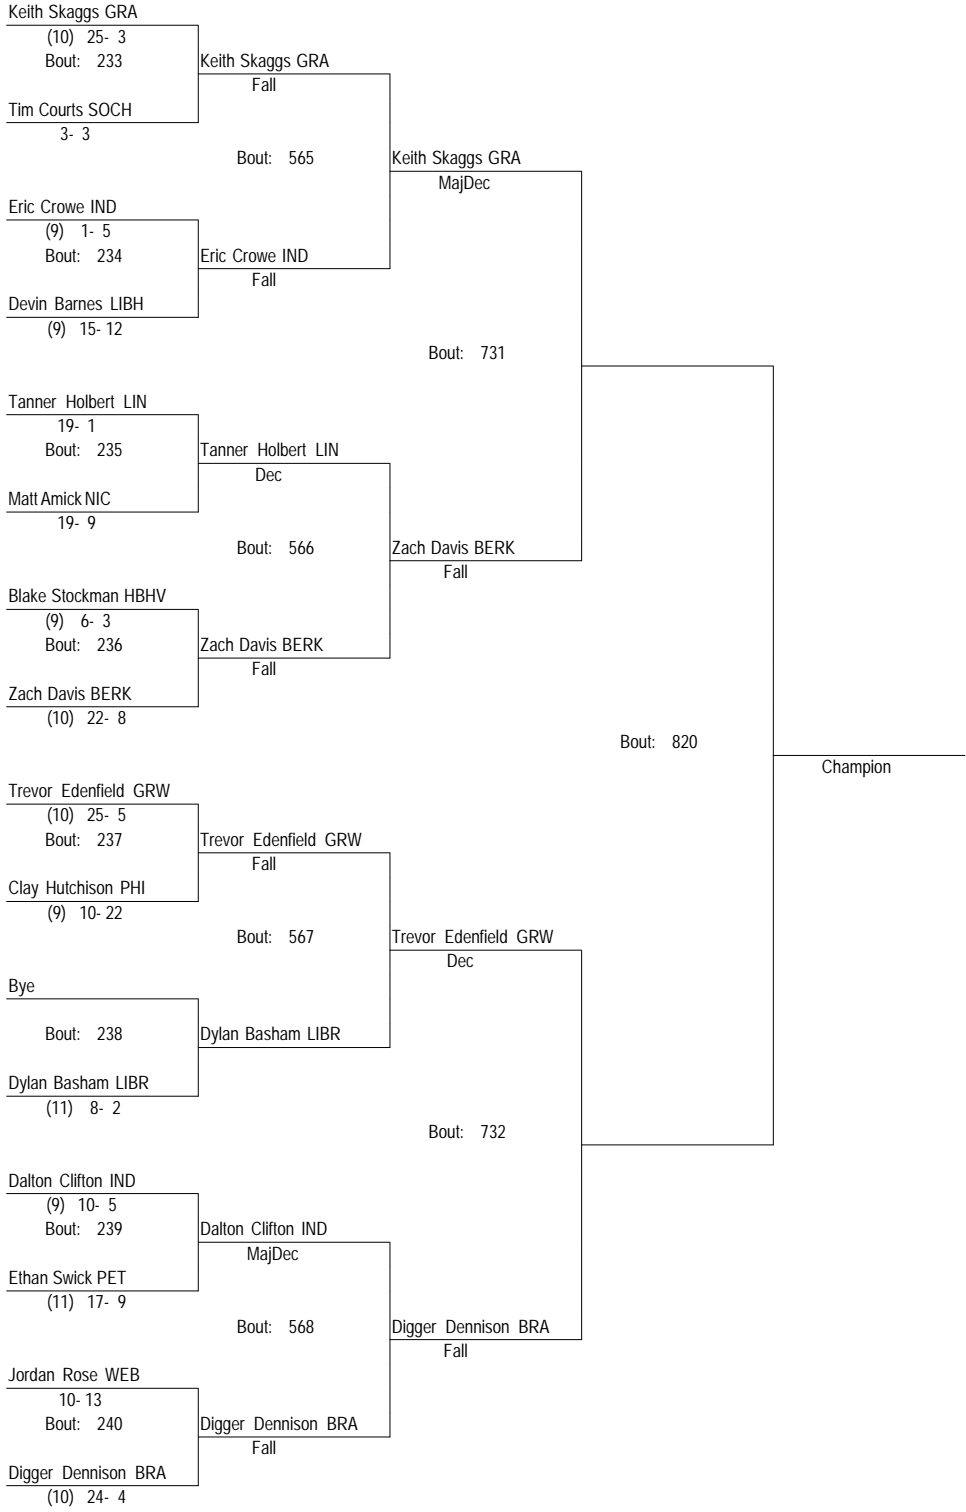 Keith Skaggs GRA
(10) 25- 3
Bout: 233
Keith Skaggs GRA
Fall
Tim Courts SOCH
3- 3
Bout: 565
Keith Skaggs GRA
MajDec
Eric Crowe IND
(9) 1- 5
Bout: 234
Eric Crowe IND
Fall
Devin Barnes LIBH
(9) 15- 12
Bout: 731
Tanner Holbert LIN
19- 1
Bout: 235
Tanner Holbert LIN
Dec
Matt Amick NIC
19- 9
Bout: 566
Zach Davis BERK
Fall
Blake Stockman HBHV
(9) 6- 3
Bout: 236
Zach Davis BERK
Fall
Zach Davis BERK
(10) 22- 8
Bout: 820
Champion
Trevor Edenfield GRW
(10) 25- 5
Bout: 237
Trevor Edenfield GRW
Fall
Clay Hutchison PHI
(9) 10- 22
Bout: 567
Trevor Edenfield GRW
Dec
Bye
Bout: 238
Dylan Basham LIBR
Dylan Basham LIBR
(11) 8- 2
Bout: 732
Dalton Clifton IND
(9) 10- 5
Bout: 239
Dalton Clifton IND
MajDec
Ethan Swick PET
(11) 17- 9
Bout: 568
Digger Dennison BRA
Fall
Jordan Rose WEB
10- 13
Bout: 240
Digger Dennison BRA
Fall
Digger Dennison BRA
(10) 24- 4